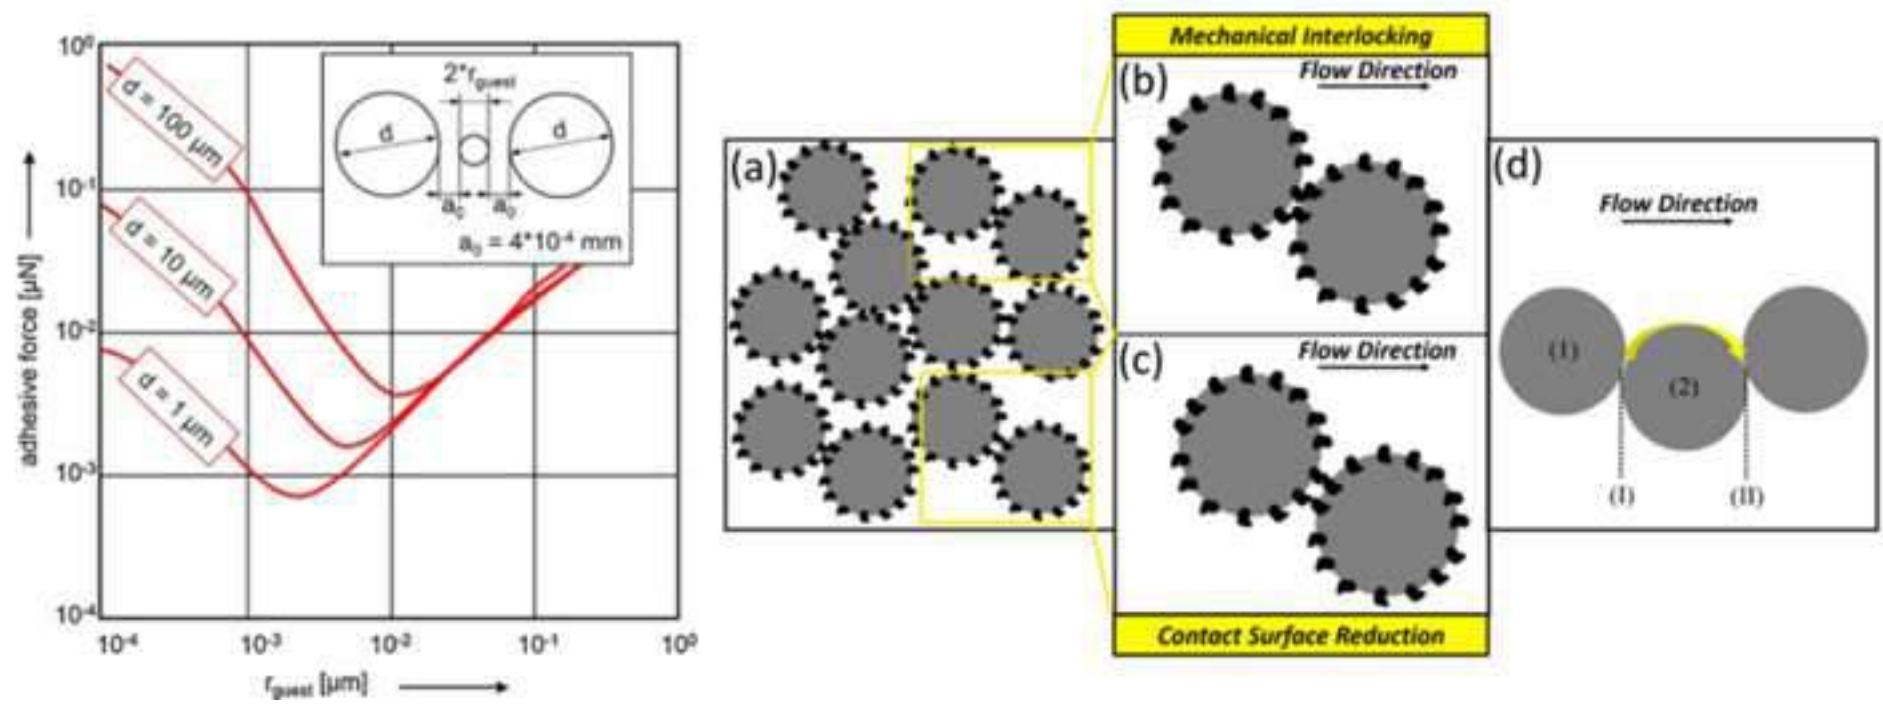 10⁰
10⁻¹
10⁻²
10⁻³
10⁻⁴
adhesive force [µN]
d = 100 µm
d = 10 µm
d = 1 µm
2*r_guest
d
d
a₀
a₀
a₀ = 4*10⁻⁴ mm
10⁻⁴
10⁻³
10⁻²
10⁻¹
10⁰
r_guest [µm]
(a)
Mechanical Interlocking
(b)
Flow Direction
(c)
Flow Direction
Contact Surface Reduction
(d)
Flow Direction
(1)
(2)
(I)
(II)